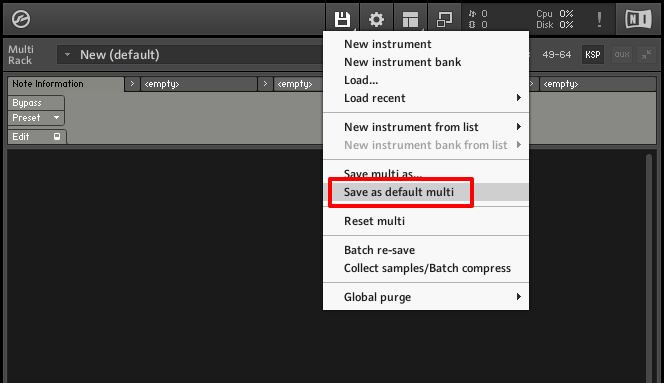 0 Cpu 0%
0 Disk 0%
!
NI
Multi
Rack
New (default)
49-64
KSP
aux
Note Information
<empty>
<empty>
<empty>
Bypass
Preset
Edit
New instrument
New instrument bank
Load...
Load recent
New instrument from list
New instrument bank from list
Save multi as...
Save as default multi
Reset multi
Batch re-save
Collect samples/Batch compress
Global purge